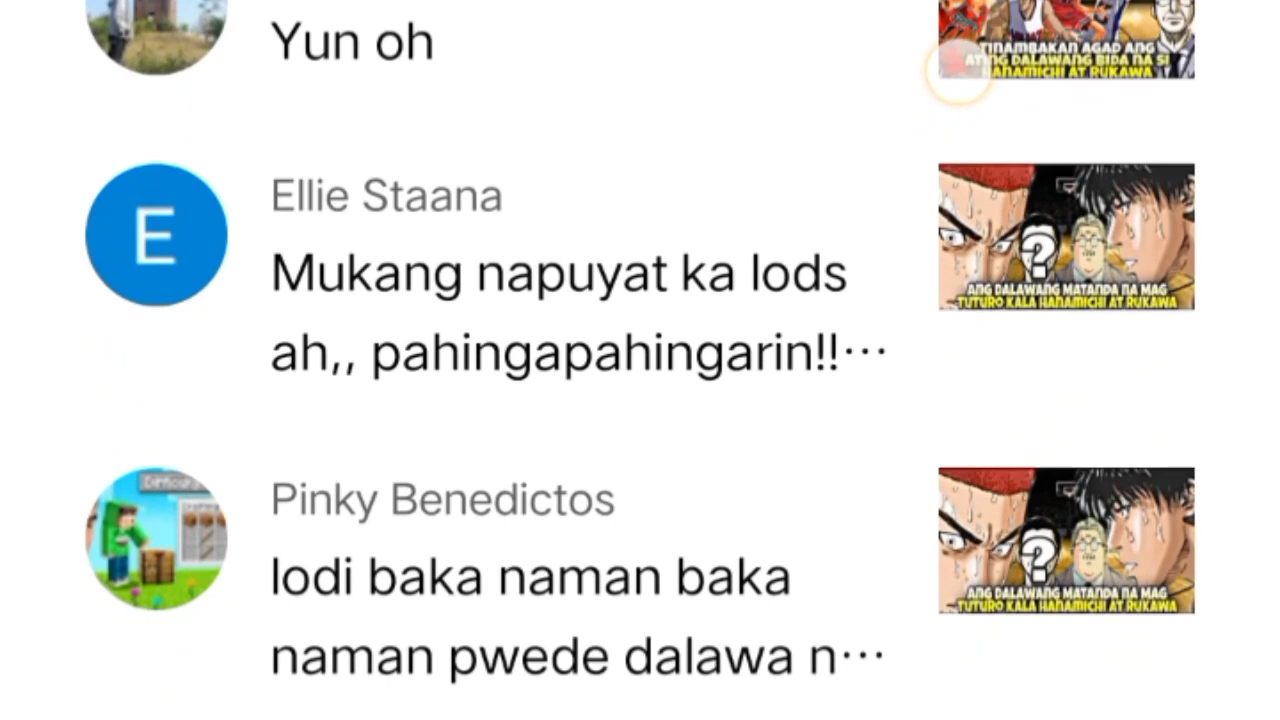 Yun oh
TINAMBAKAN AGAD ANG
ATING DALAWANG BIDA NA SI
HANAMICHI AT RUKAWA
E
Ellie Staana
Mukang napuyat ka lods
ah,, pahingapahingarin!!···
?
ANG DALAWANG MATANDA NA MAG
TUTURO KALA HANAMICHI AT RUKAWA
Pinky Benedictos
lodi baka naman baka
naman pwede dalawa n···
?
ANG DALAWANG MATANDA NA MAG
TUTURO KALA HANAMICHI AT RUKAWA